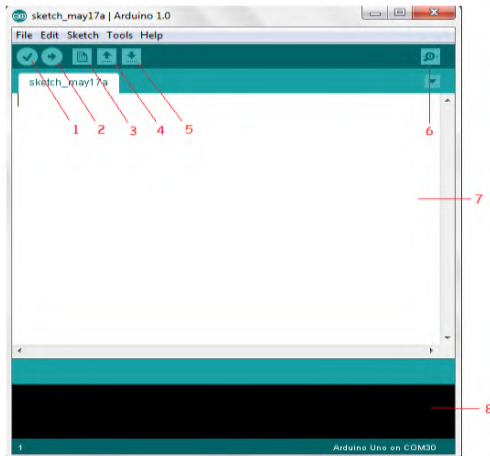 sketch_may17a | Arduino 1.0
File Edit Sketch Tools Help
sketch_may17a
1 2 3 4 5 6
7
8
1 Arduino Uno on COM30